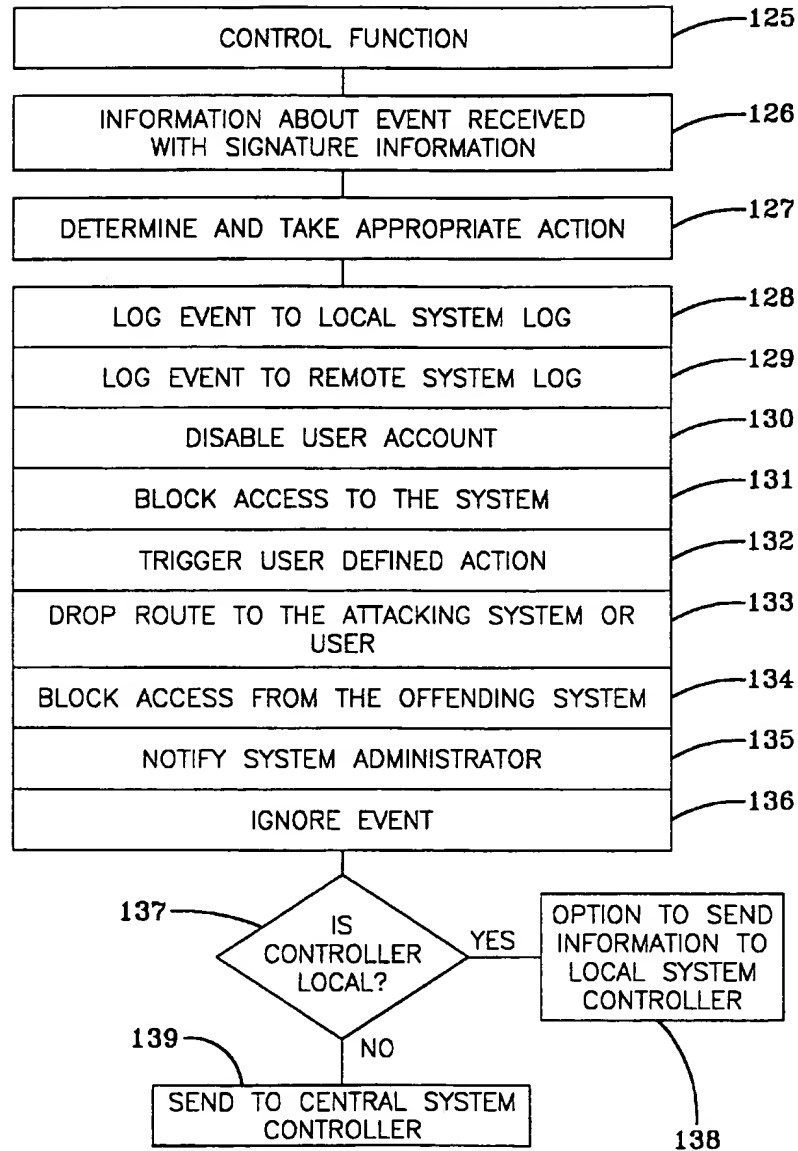 CONTROL FUNCTION
125
INFORMATION ABOUT EVENT RECEIVED
WITH SIGNATURE INFORMATION
126
DETERMINE AND TAKE APPROPRIATE ACTION
127
LOG EVENT TO LOCAL SYSTEM LOG
128
LOG EVENT TO REMOTE SYSTEM LOG
129
DISABLE USER ACCOUNT
130
BLOCK ACCESS TO THE SYSTEM
131
TRIGGER USER DEFINED ACTION
132
DROP ROUTE TO THE ATTACKING SYSTEM OR
USER
133
BLOCK ACCESS FROM THE OFFENDING SYSTEM
134
NOTIFY SYSTEM ADMINISTRATOR
135
IGNORE EVENT
136
137
IS
CONTROLLER
LOCAL?
YES
OPTION TO SEND
INFORMATION TO
LOCAL SYSTEM
CONTROLLER
138
NO
139
SEND TO CENTRAL SYSTEM
CONTROLLER